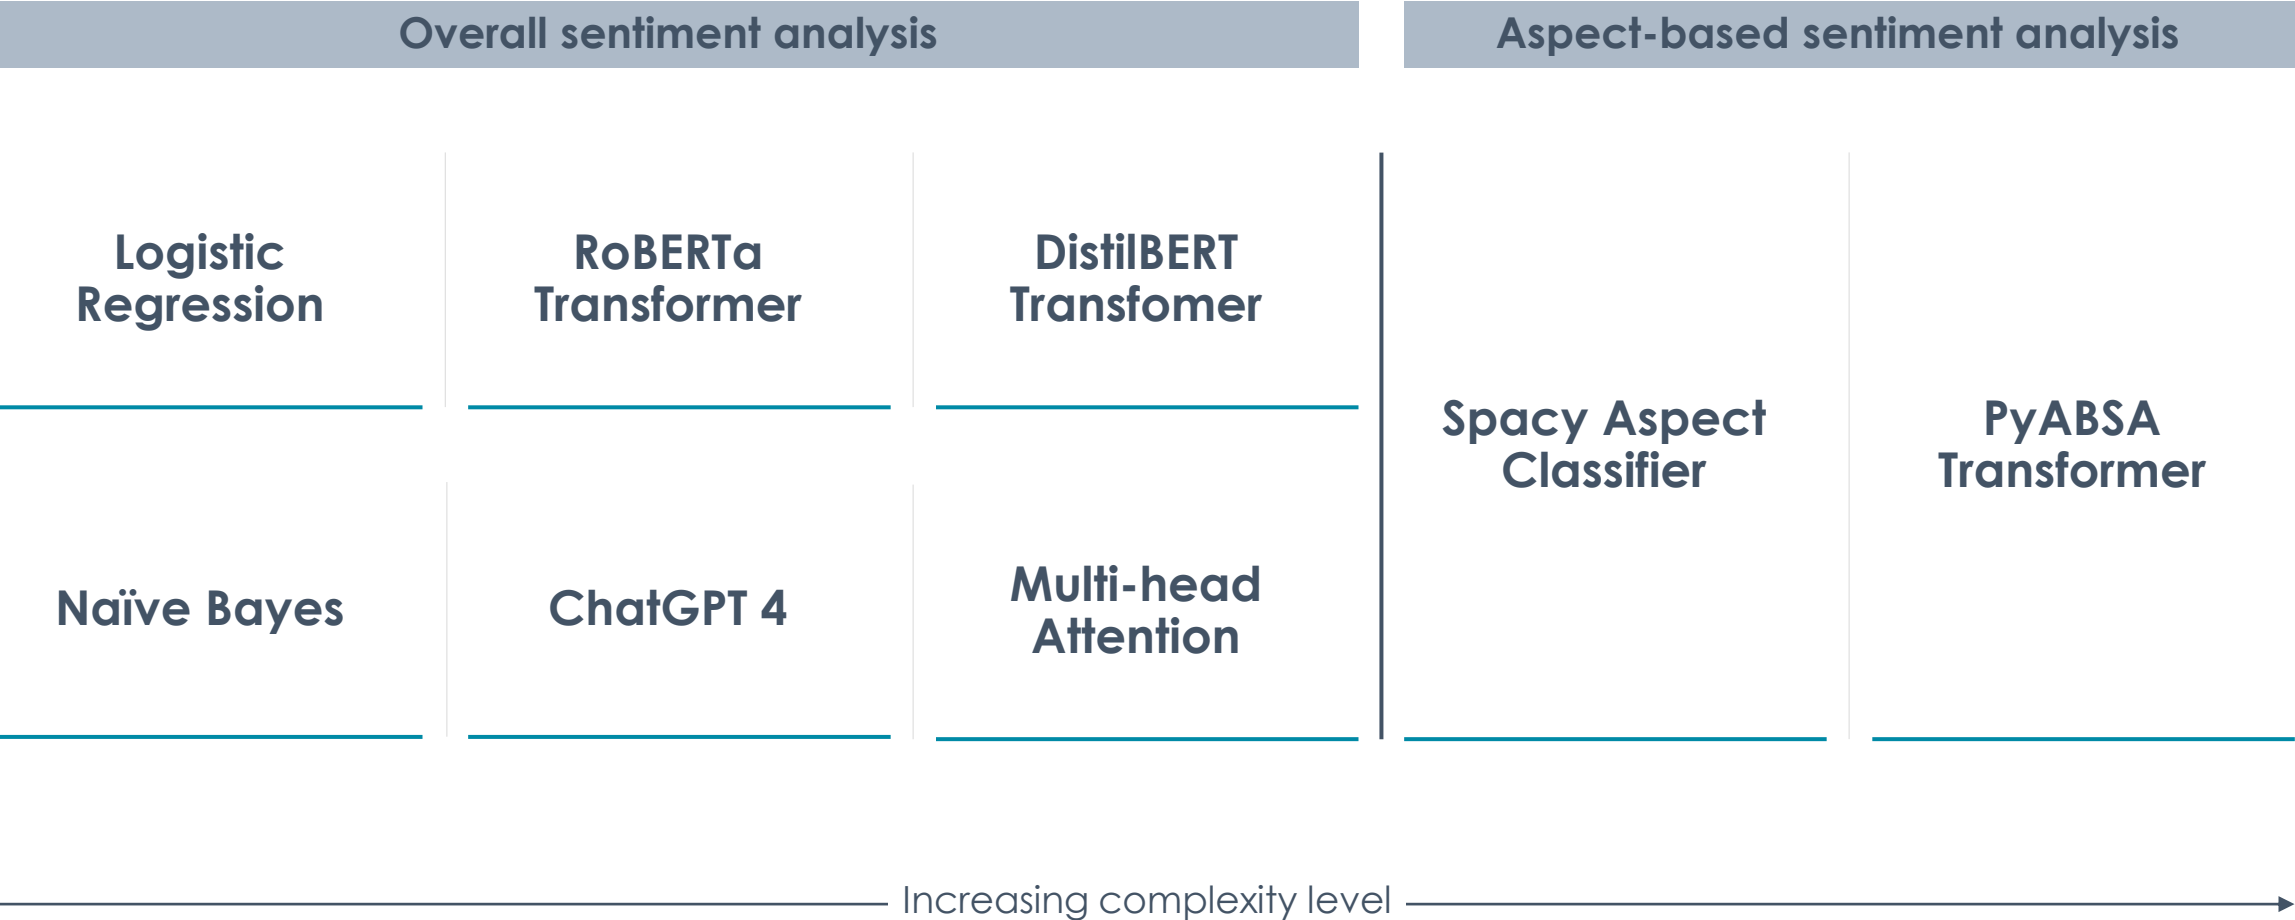 Overall sentiment analysis
Aspect-based sentiment analysis
Logistic
Regression
RoBERTa
Transformer
DistilBERT
Transfomer
Naïve Bayes
ChatGPT 4
Multi-head
Attention
Spacy Aspect
Classifier
PyABSA
Transformer
Increasing complexity level